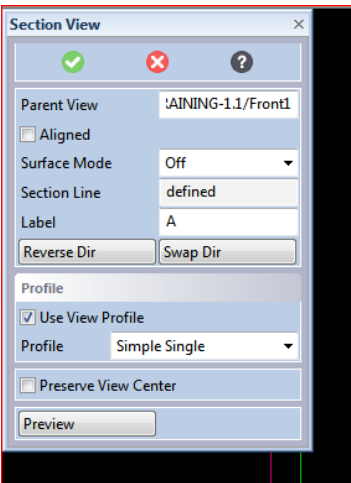 Section View
Parent View
AINING-1.1/Front1
Aligned
Surface Mode
Off
Section Line
defined
Label
A
Reverse Dir
Swap Dir
Profile
Use View Profile
Profile
Simple Single
Preserve View Center
Preview